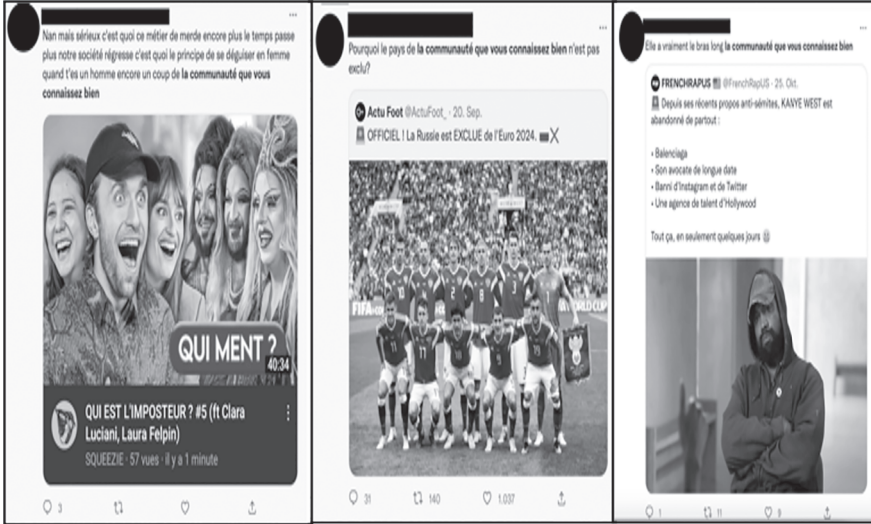 Nan mais sérieux c'est quoi ce métier de merde encore plus le temps passe
plus notre société régresse c'est quoi le principe de se déguiser en femme
quand t'es un homme encore un coup de la communauté que vous
connaissez bien
QUI MENT ?
40:34
QUI EST L'IMPOSTEUR ? #5 (ft Clara
Luciani, Laura Felpin)
SQUEEZIE · 57 vues · il y a 1 minute
3
Pourquoi le pays de la communauté que vous connaissez bien n'est pas
exclu?
Actu Foot @ActuFoot_ · 20. Sep.
OFFICIEL ! La Russie est EXCLUE de l'Euro 2024.
FIFA
WORLD CUP
31 140 1.037
Elle a vraiment le bras long la communauté que vous connaissez bien
FRENCHRAPUS @FrenchRapUS · 25. Okt.
Depuis ses récents propos anti-sémites, KANYE WEST est
abandonné de partout :
• Balenciaga
• Son avocate de longue date
• Banni d'Instagram et de Twitter
• Une agence de talent d'Hollywood
Tout ça, en seulement quelques jours
1 11 9